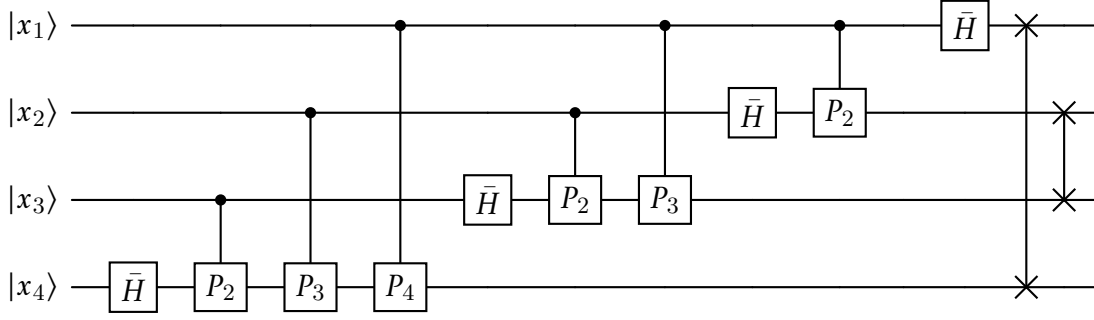 |x₁⟩ H̄
|x₂⟩ H̄ P₂
|x₃⟩ H̄ P₂ P₃
|x₄⟩ H̄ P₂ P₃ P₄